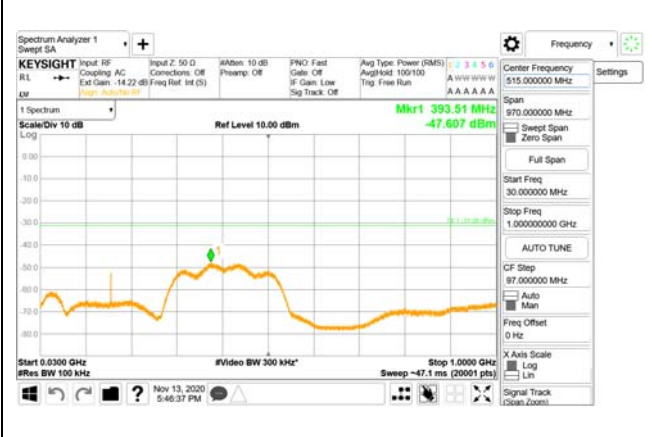 Spectrum Analyzer 1
Swept SA
Frequency
KEYSIGHT
Input: RF
Coupling: AC
Ext Gain: -14.22 dB
Align: Auto/No RF
Input Z: 50 Ω
Corrections: Off
Freq Ref: Int (S)
#Atten: 10 dB
Preamp: Off
PNO: Fast
Gate: Off
IF Gain: Low
Sig Track: Off
Avg Type: Power (RMS)
Avg|Hold: 100/100
Trig: Free Run
1 2 3 4 5 6
A W W W W W
A A A A A A
RL
1 Spectrum
Scale/Div 10 dB
Ref Level 10.00 dBm
Mkr1 393.51 MHz
-47.607 dBm
Log
0.00
-10.0
-20.0
-30.0
-40.0
-50.0
-60.0
-70.0
-80.0
1
Start 0.0300 GHz
#Res BW 100 kHz
#Video BW 300 kHz*
Stop 1.0000 GHz
Sweep ~47.1 ms (20001 pts)
Nov 13, 2020
5:46:37 PM
?
Center Frequency
515.000000 MHz
Settings
Span
970.000000 MHz
Swept Span
Zero Span
Full Span
Start Freq
30.000000 MHz
Stop Freq
1.000000000 GHz
AUTO TUNE
CF Step
97.000000 MHz
Auto
Man
Freq Offset
0 Hz
X Axis Scale
Log
Lin
Signal Track
(Span Zoom)